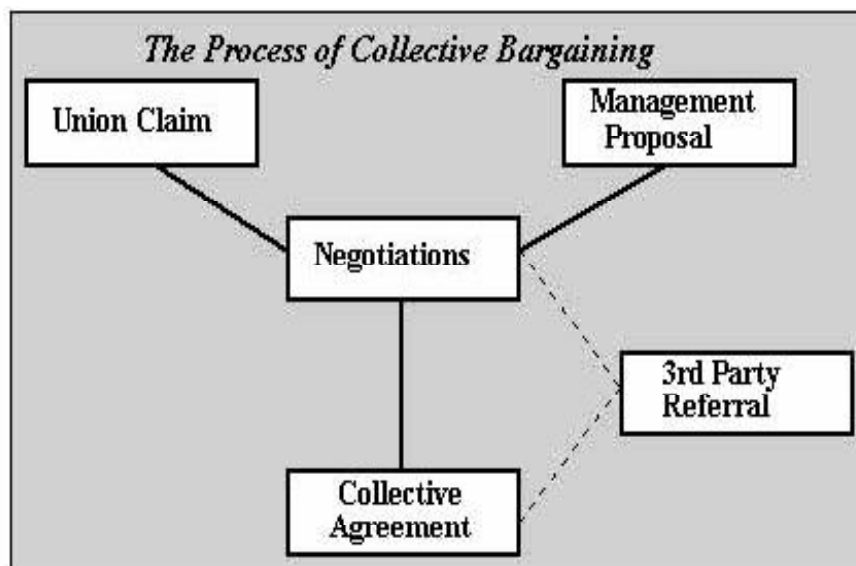 The Process of Collective Bargaining
Union Claim
Management
Proposal
Negotiations
3rd Party
Referral
Collective
Agreement